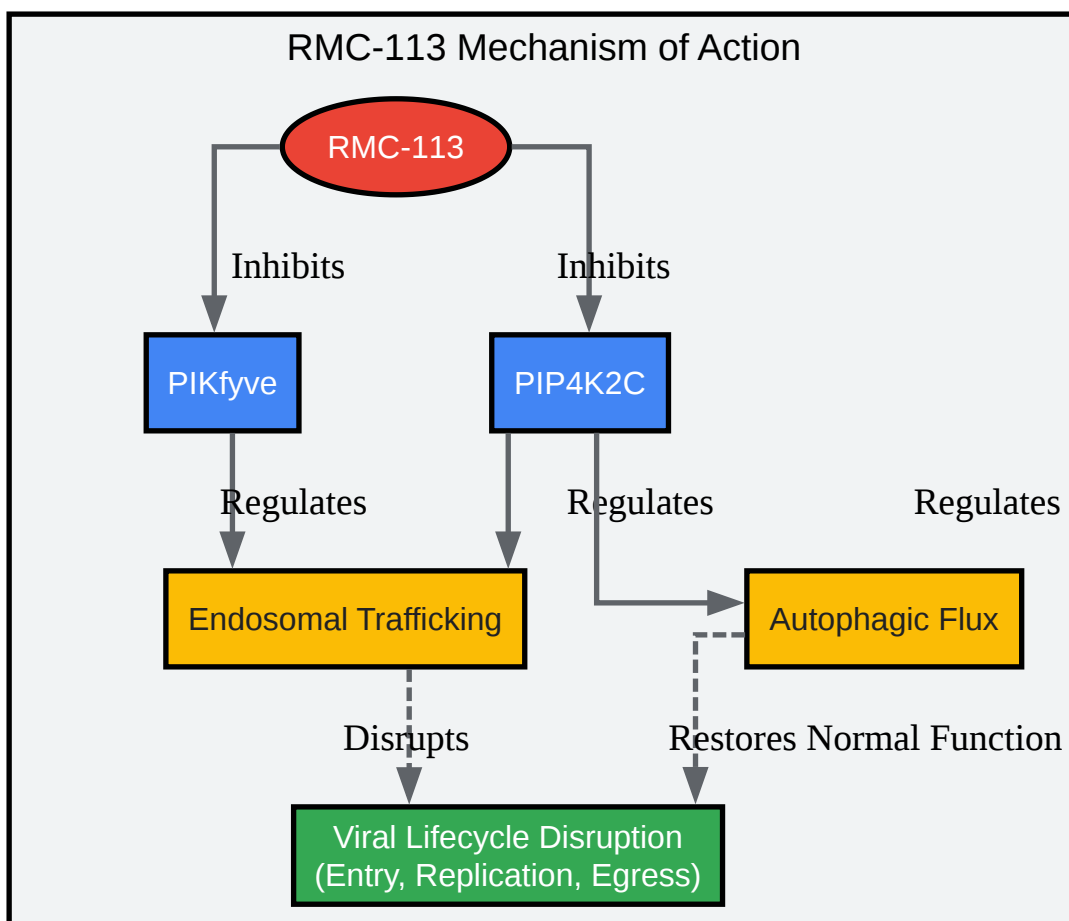 RMC-113 Mechanism of Action
RMC-113
Inhibits
Inhibits
PIKfyve
PIP4K2C
Regulates
Regulates
Regulates
Endosomal Trafficking
Autophagic Flux
Disrupts
Restores Normal Function
Viral Lifecycle Disruption
(Entry, Replication, Egress)